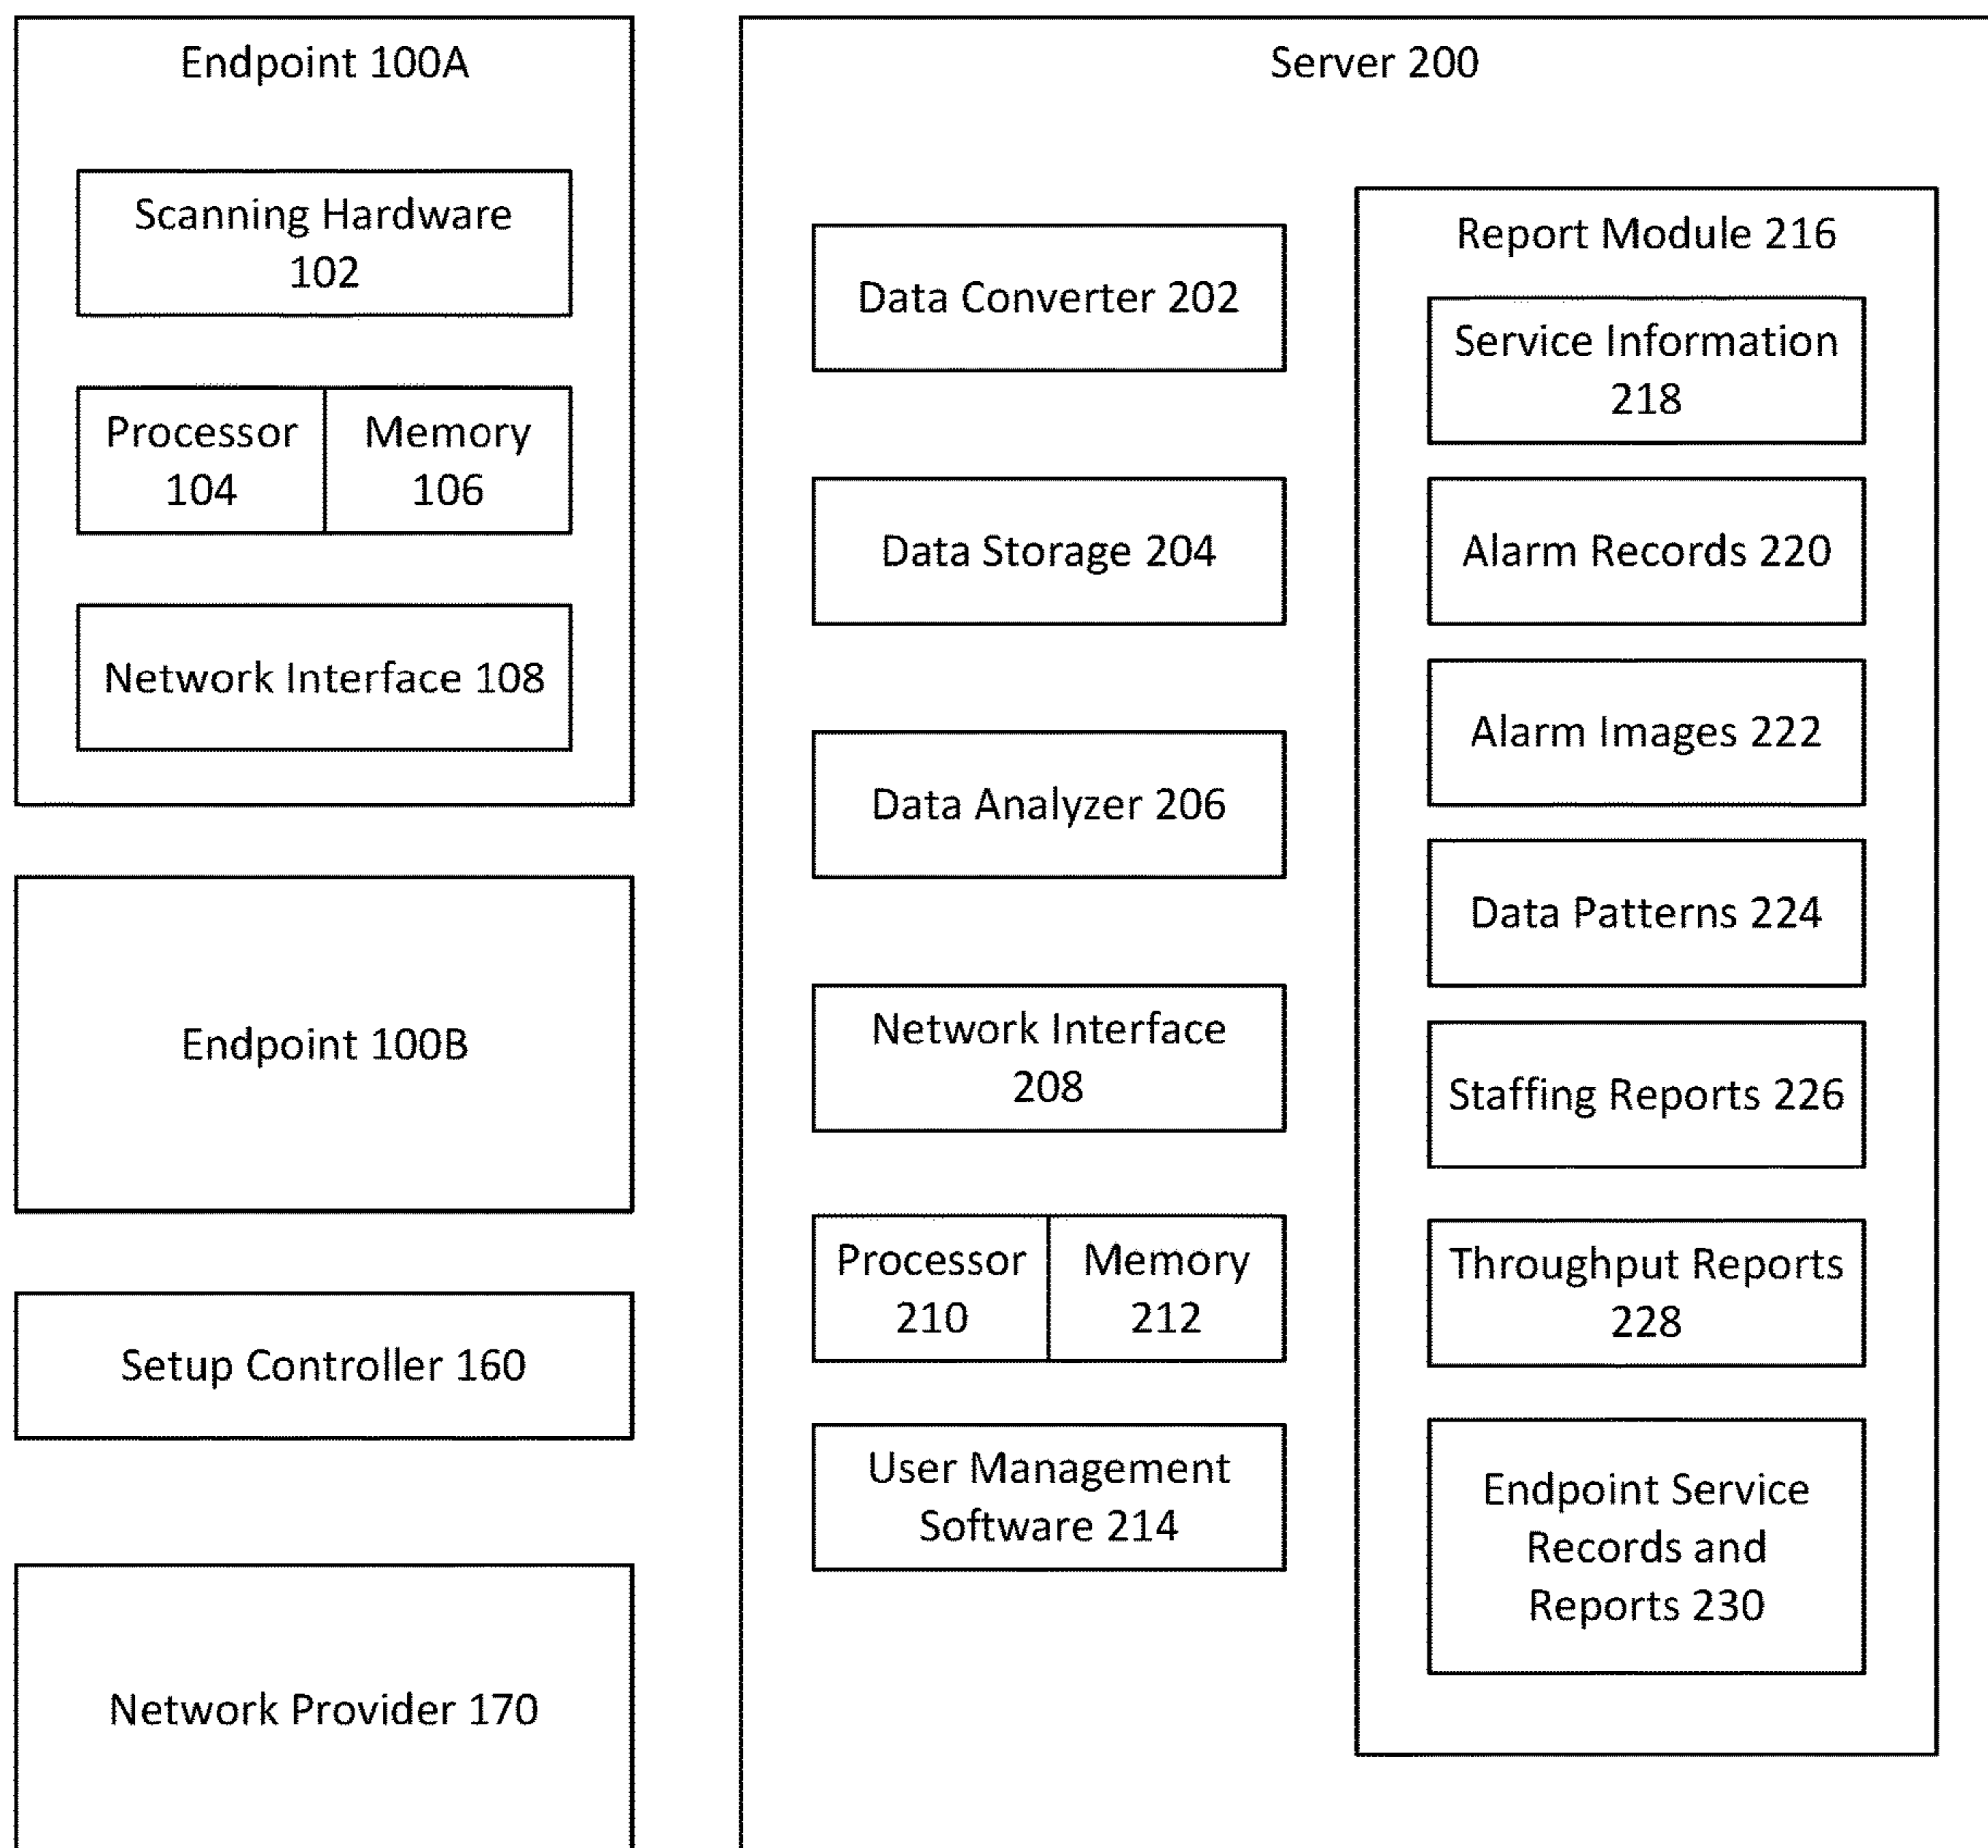 Endpoint 100A
Scanning Hardware
102
Processor
104
Memory
106
Network Interface 108
Endpoint 100B
Setup Controller 160
Network Provider 170
Server 200
Data Converter 202
Data Storage 204
Data Analyzer 206
Network Interface
208
Processor
210
Memory
212
User Management
Software 214
Report Module 216
Service Information
218
Alarm Records 220
Alarm Images 222
Data Patterns 224
Staffing Reports 226
Throughput Reports
228
Endpoint Service
Records and
Reports 230